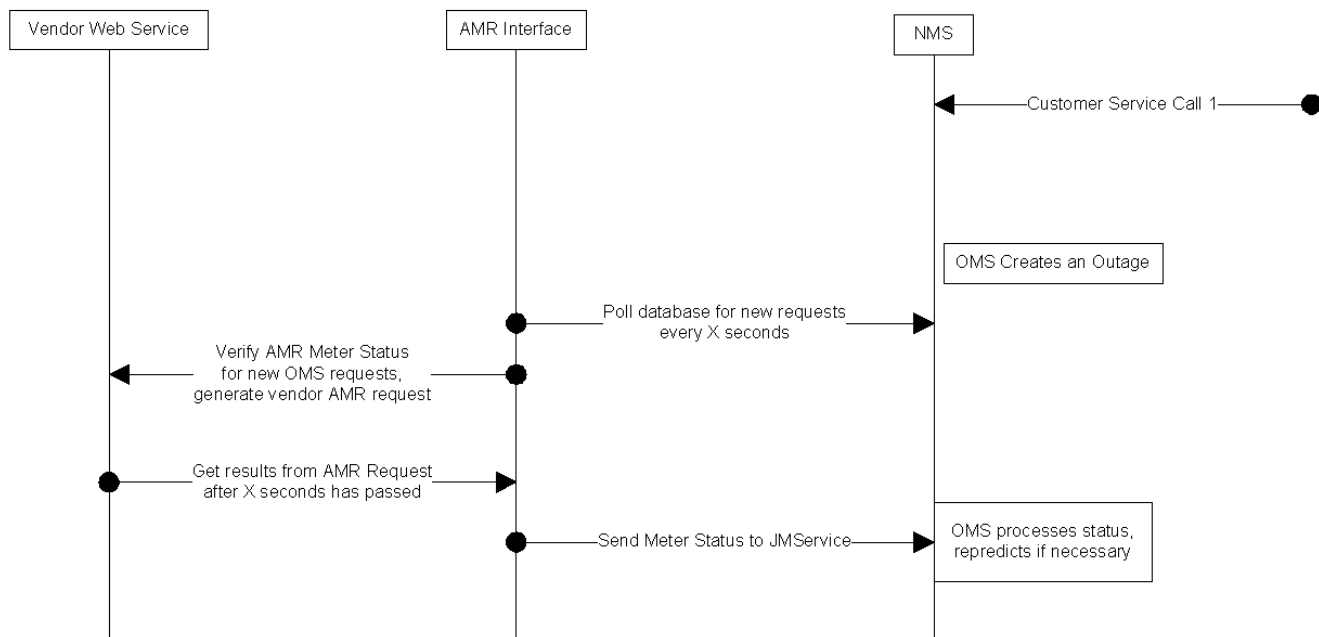 Vendor Web Service
AMR Interface
NMS
Customer Service Call 1
OMS Creates an Outage
Poll database for new requests
every X seconds
Verify AMR Meter Status
for new OMS requests,
generate vendor AMR request
Get results from AMR Request
after X seconds has passed
Send Meter Status to JMService
OMS processes status,
repredicts if necessary